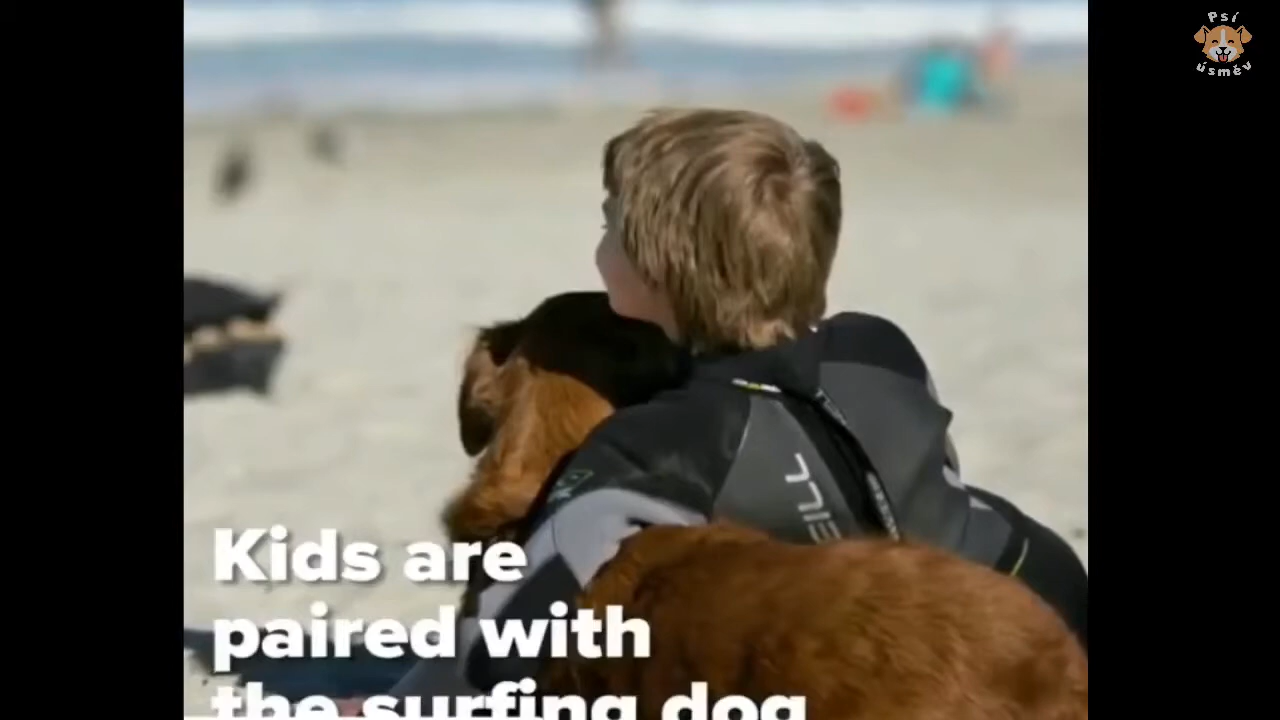 Psí
úsměv
Kids are
paired with
the surfing dog